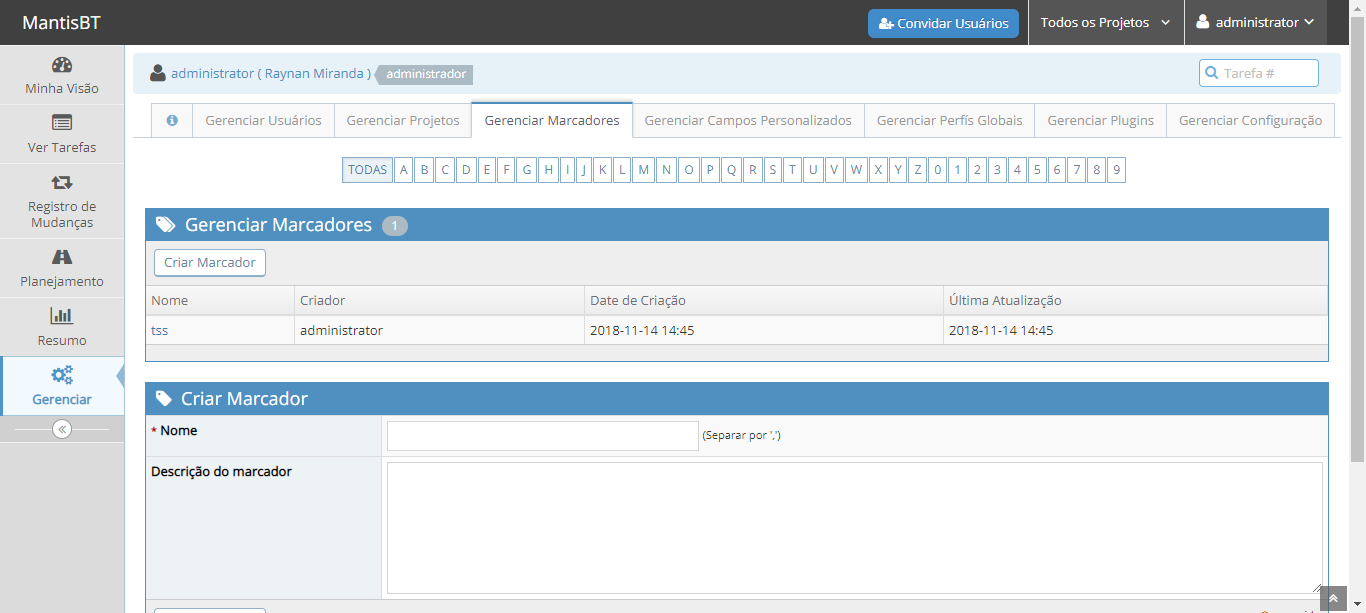 MantisBT
Convidar Usuários
Todos os Projetos
administrator
Minha Visão
Ver Tarefas
Registro de
Mudanças
Planejamento
Resumo
Gerenciar
administrator ( Raynan Miranda ) administrador
Tarefa #
Gerenciar Usuários
Gerenciar Projetos
Gerenciar Marcadores
Gerenciar Campos Personalizados
Gerenciar Perfís Globais
Gerenciar Plugins
Gerenciar Configuração
TODAS A B C D E F G H I J K L M N O P Q R S T U V W X Y Z 0 1 2 3 4 5 6 7 8 9
Gerenciar Marcadores 1
Criar Marcador
Nome Criador Date de Criação Última Atualização
tss administrator 2018-11-14 14:45 2018-11-14 14:45
Criar Marcador
* Nome (Separar por ',')
Descrição do marcador